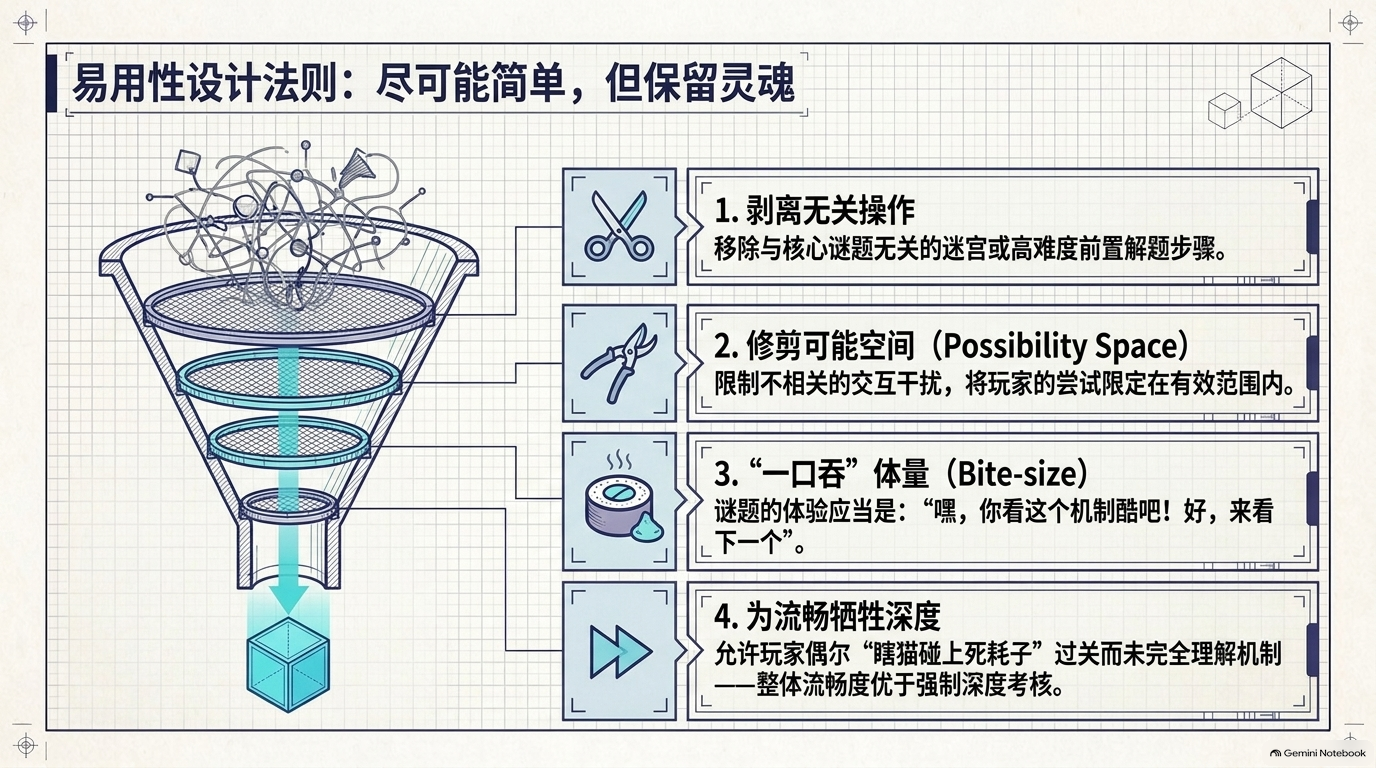 易用性设计法则：尽可能简单，但保留灵魂
1. 剥离无关操作
移除与核心谜题无关的迷宫或高难度前置解题步骤。
2. 修剪可能空间（Possibility Space）
限制不相关的交互干扰，将玩家的尝试限定在有效范围内。
3. “一口吞”体量（Bite-size）
谜题的体验应当是：“嘿，你看这个机制酷吧！好，来看
下一个”。
4. 为流畅牺牲深度
允许玩家偶尔“瞎猫碰上死耗子”过关而未完全理解机制
——整体流畅度优于强制深度考核。
Gemini Notebook